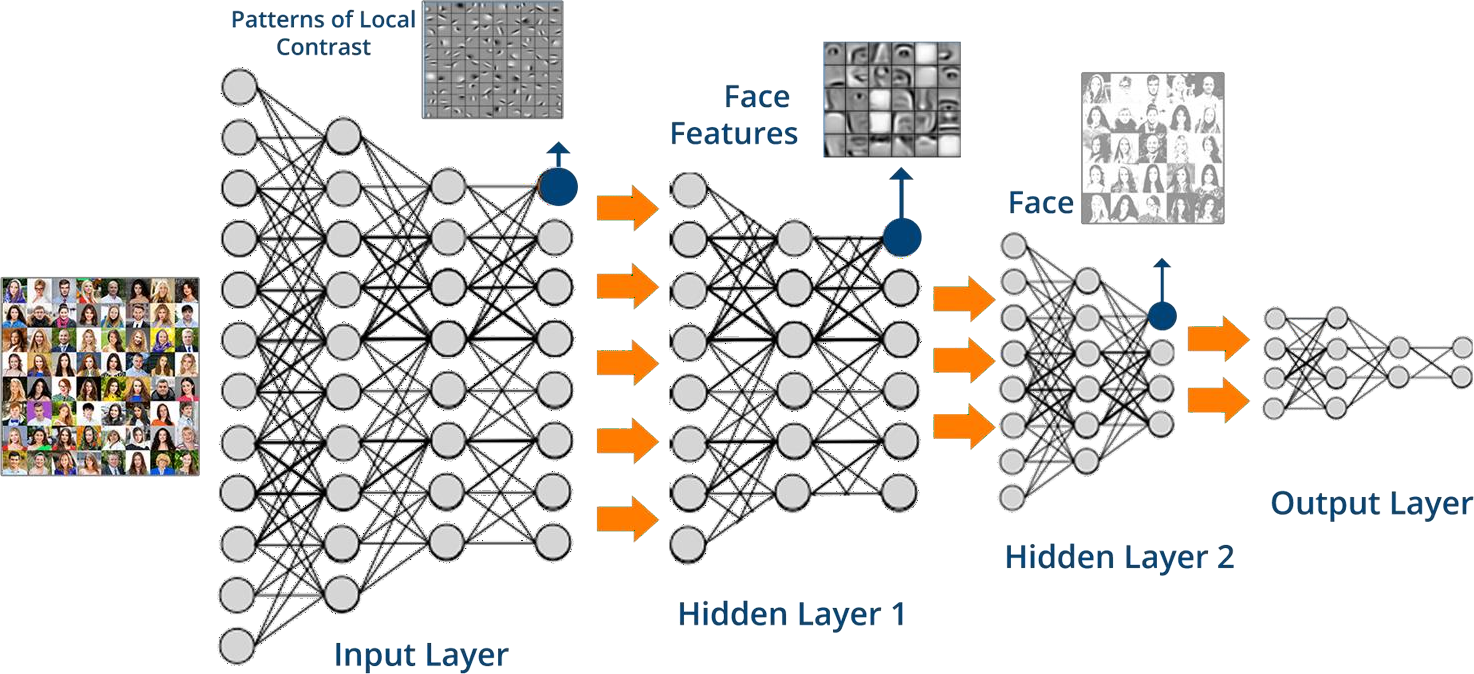 Patterns of Local
Contrast
Face
Features
Face
Output Layer
Hidden Layer 2
Hidden Layer 1
Input Layer